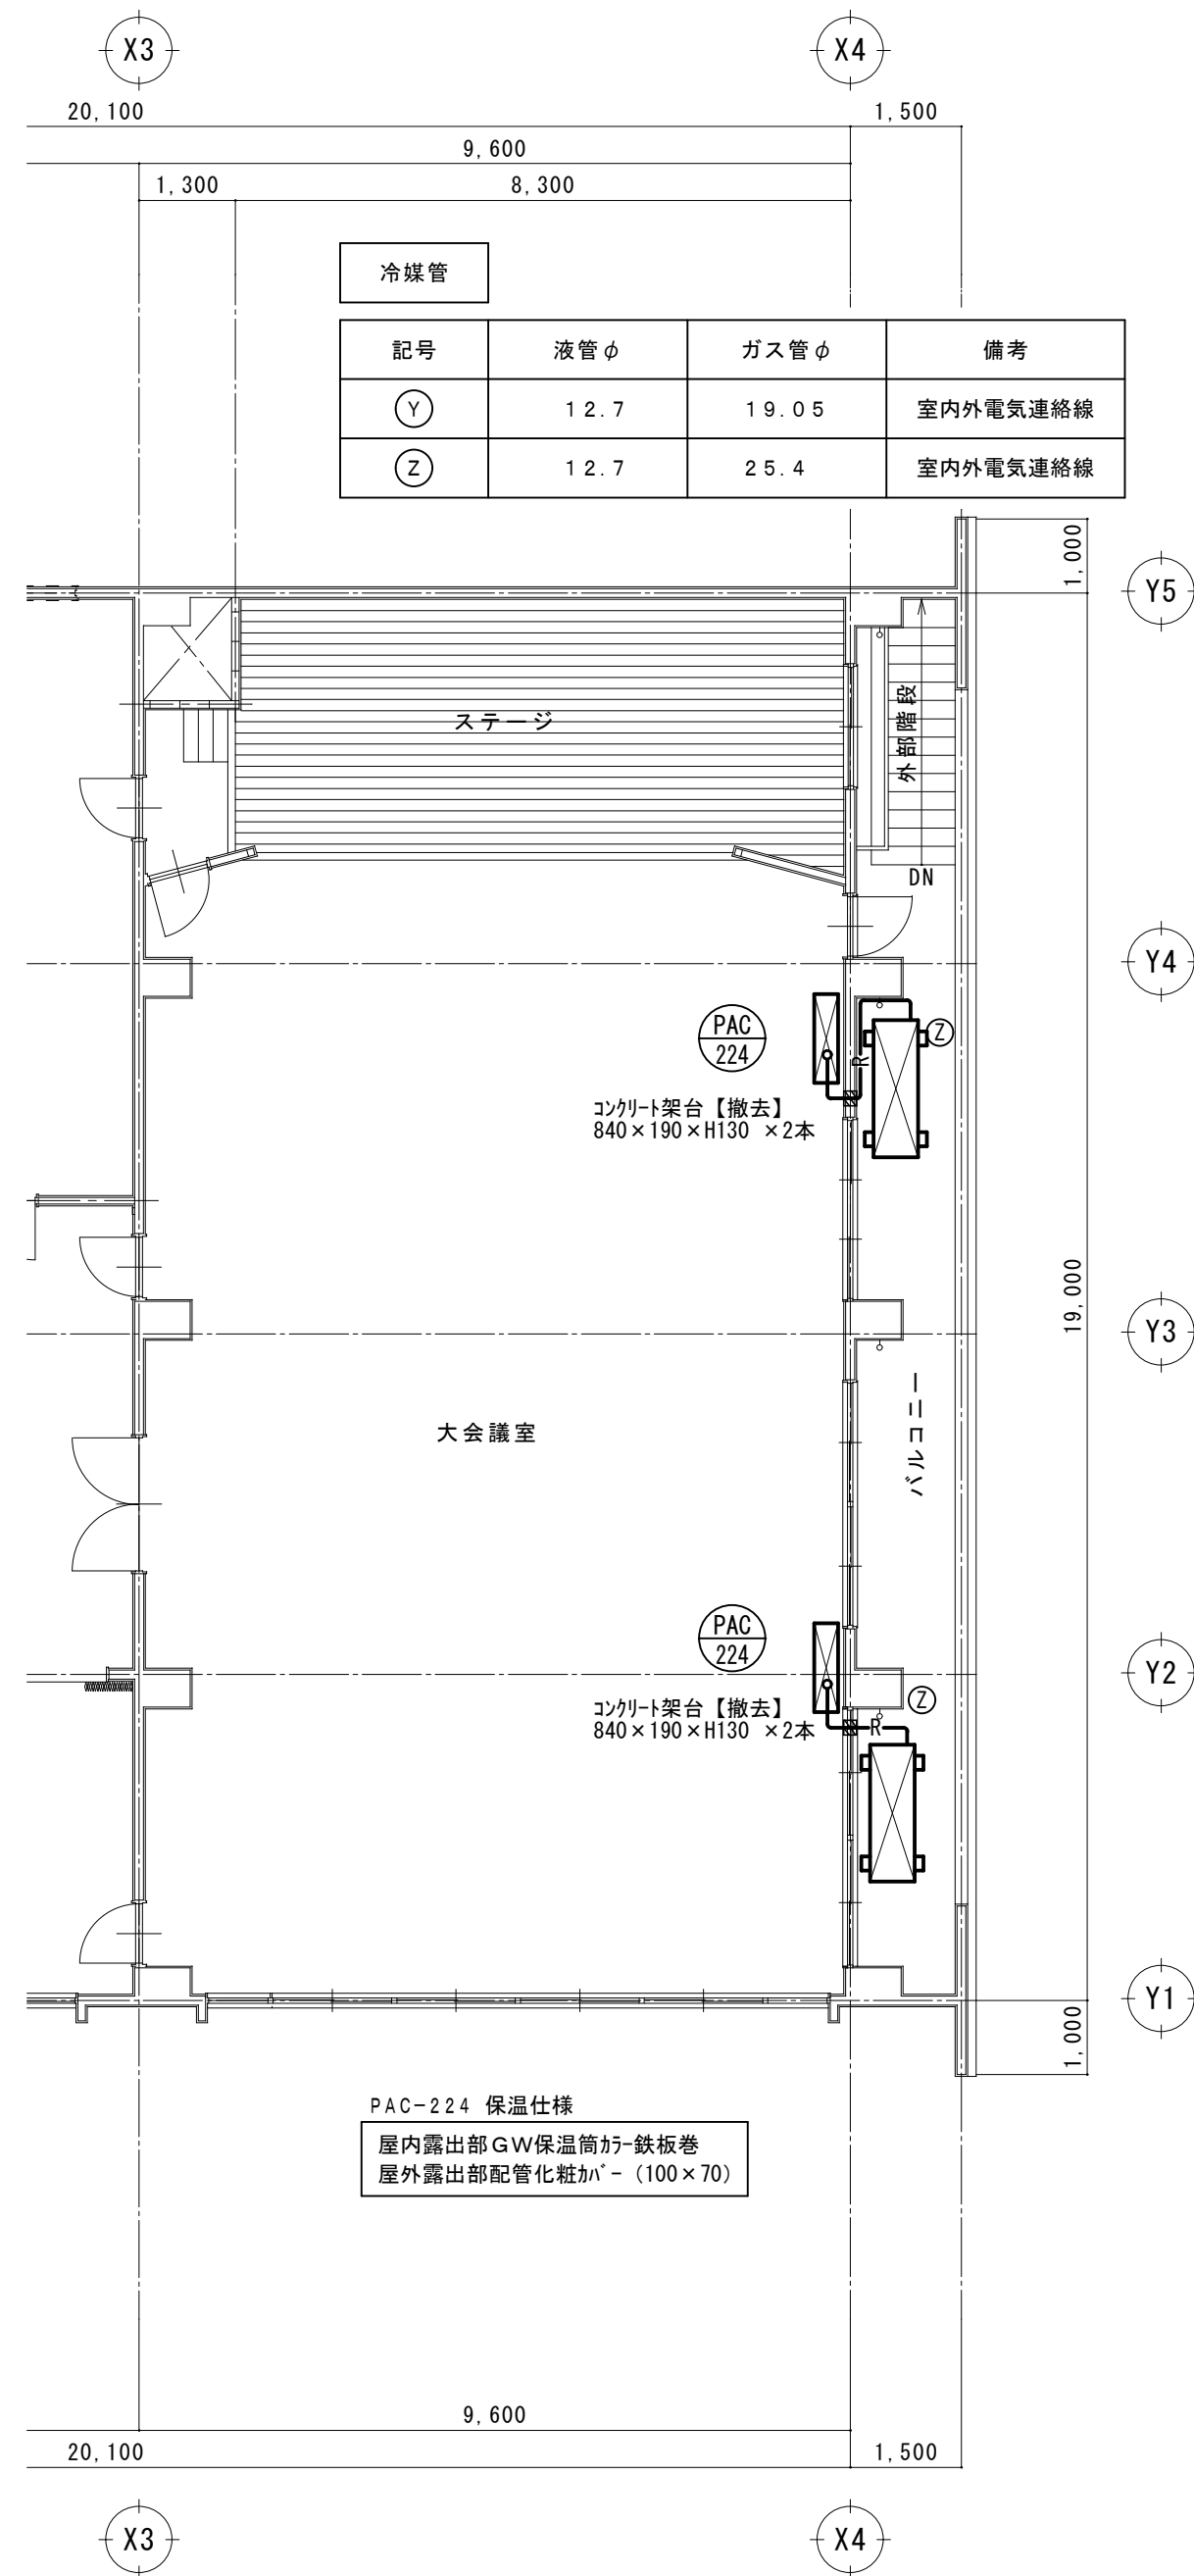 X3 X4
20,100 1,500
9,600
1,300 8,300
冷媒管
記号 液管φ ガス管φ 備考
Y 12.7 19.05 室内外電気連絡線
Z 12.7 25.4 室内外電気連絡線
1,000
Y5
ステージ
外部階段
DN
Y4
PAC
224
Z
R
コンクリート架台【撤去】
840×190×H130 ×2本
19,000
Y3
バルコニー
大会議室
PAC
224
Y2
Z
コンクリート架台【撤去】
840×190×H130 ×2本
R
Y1
1,000
PAC-224 保温仕様
屋内露出部GW保温筒カラー鉄板巻
屋外露出部配管化粧カバー (100×70)
9,600
20,100 1,500
X3 X4